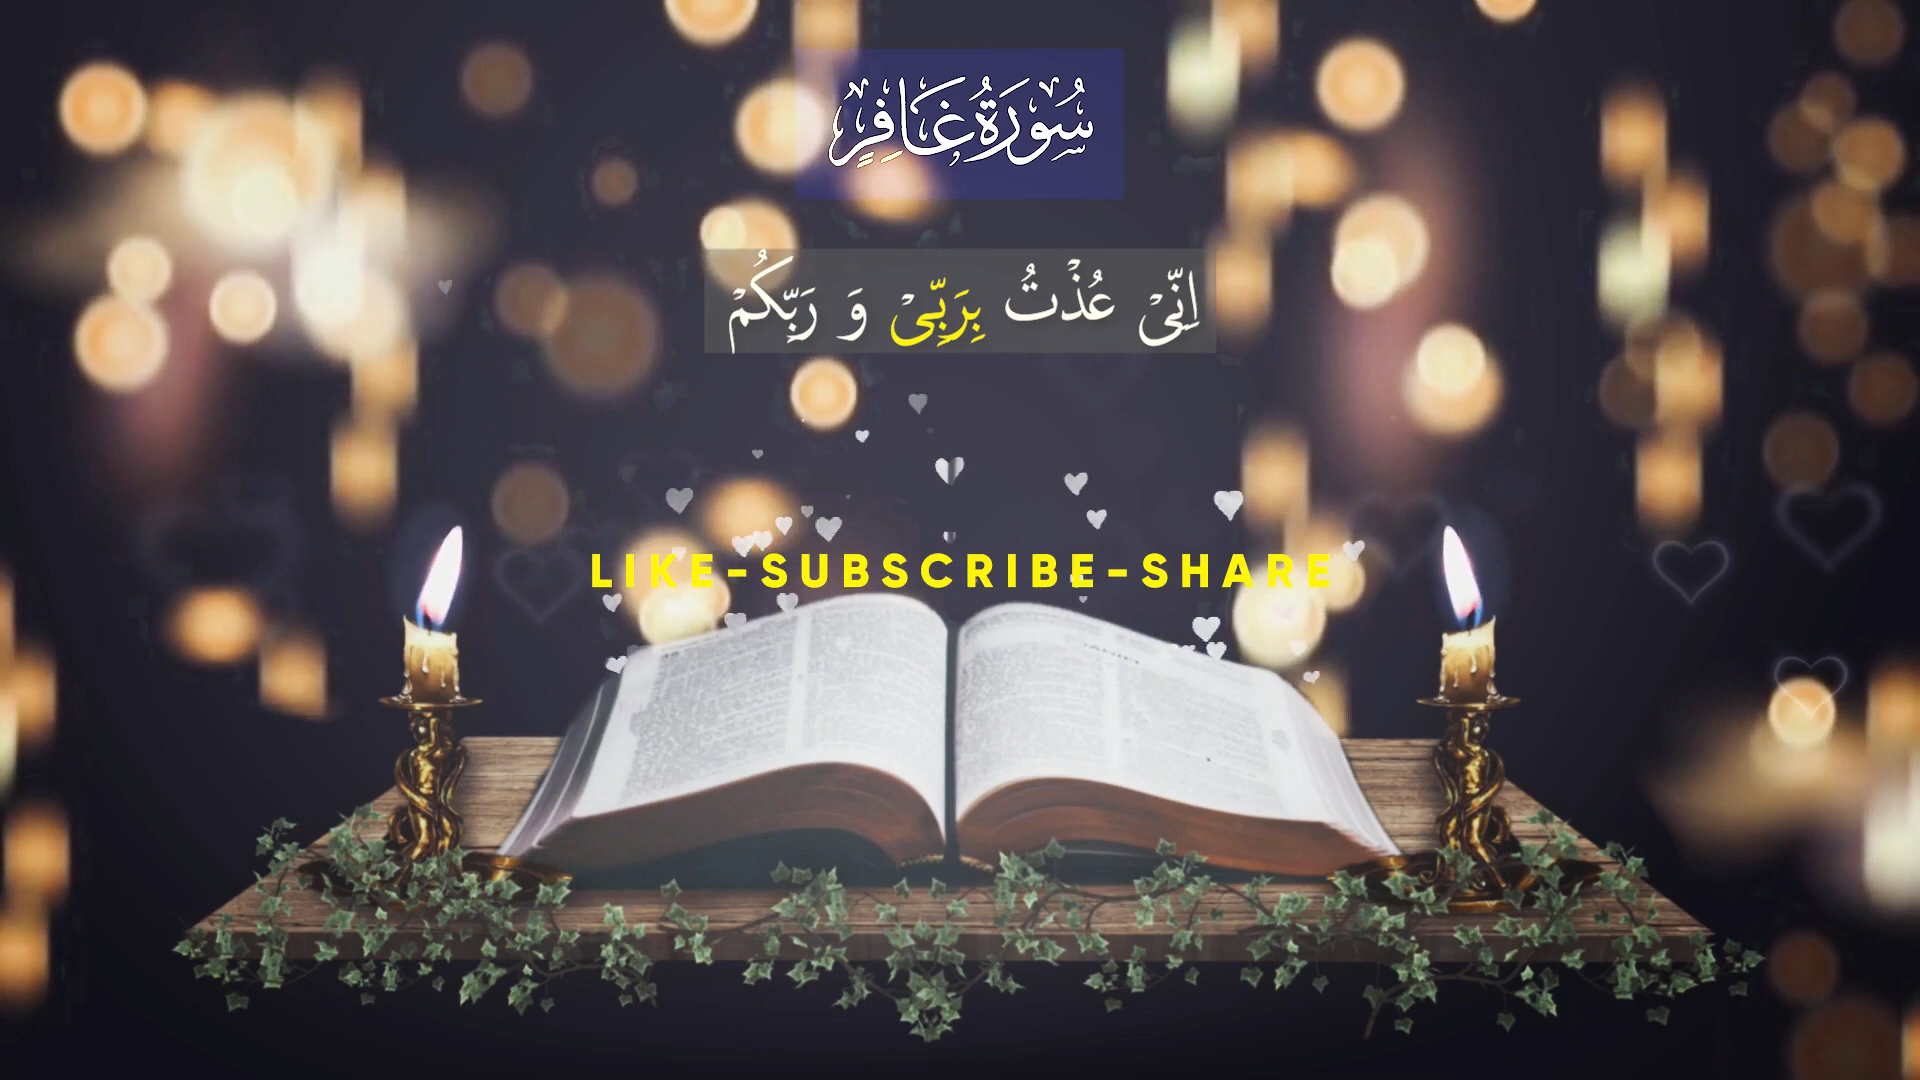 سُورَةُ غَافِرٍ
اِنِّیْ عُذْتُ بِرَبِّیْ وَ رَبِّكُمْ
LIKE-SUBSCRIBE-SHARE